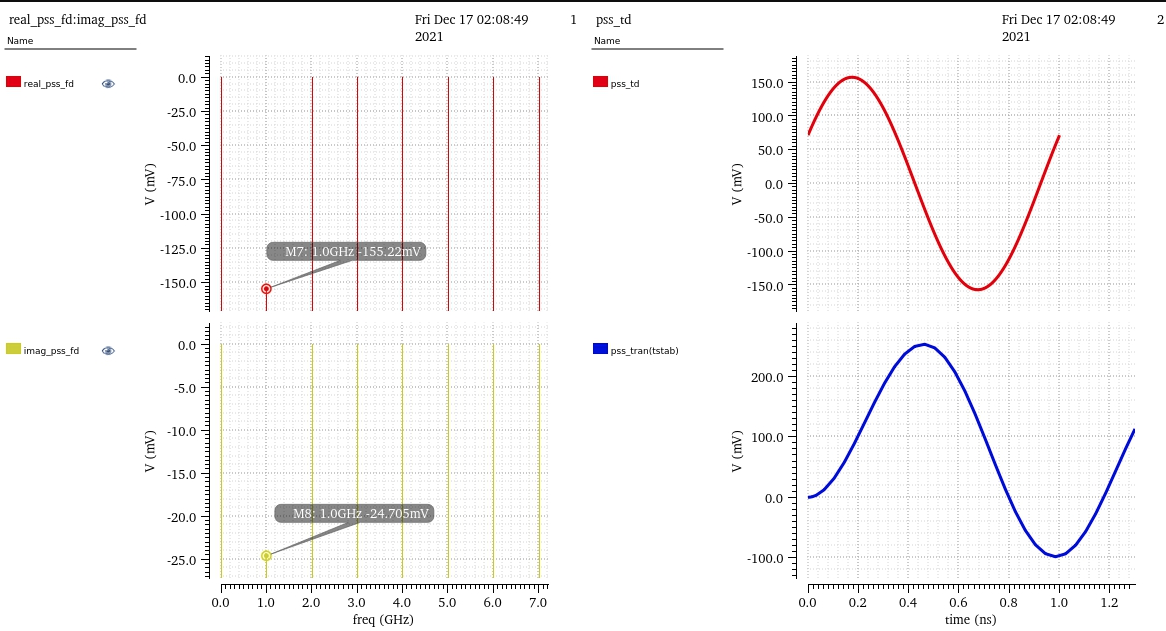 real_pss_fd:imag_pss_fd
Fri Dec 17 02:08:49
2021
1
Name
real_pss_fd
0.0
-25.0
-50.0
-75.0
-100.0
-125.0
-150.0
V (mV)
M7: 1.0GHz -155.22mV
imag_pss_fd
0.0
-5.0
-10.0
-15.0
-20.0
-25.0
V (mV)
M8: 1.0GHz -24.705mV
0.0 1.0 2.0 3.0 4.0 5.0 6.0 7.0
freq (GHz)
pss_td
Fri Dec 17 02:08:49
2021
2
Name
pss_td
150.0
100.0
50.0
0.0
-50.0
-100.0
-150.0
V (mV)
pss_tran(tstab)
200.0
100.0
0.0
-100.0
V (mV)
0.0 0.2 0.4 0.6 0.8 1.0 1.2
time (ns)